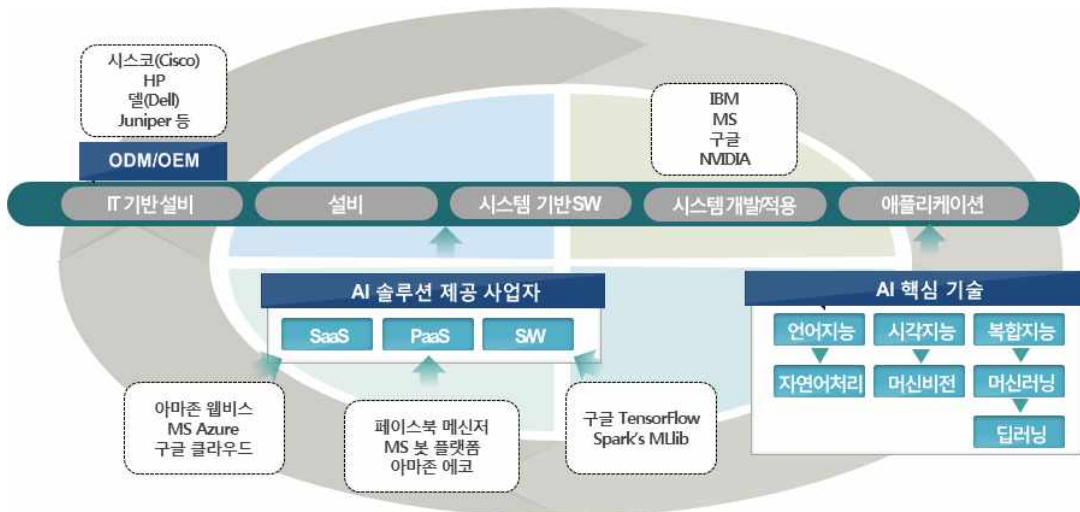 시스코(Cisco)
HP
델(Dell)
Juniper 등
IBM
MS
구글
NVIDIA
ODM/OEM
IT 기반 설비
설비
시스템 기반 SW
시스템 개발/적용
애플리케이션
AI 솔루션 제공 사업자
SaaS
PaaS
S/W
AI 핵심 기술
언어지능
시각지능
복합지능
자연어처리
머신비전
머신러닝
딥러닝
아마존 웹비스
MS Azure
구글 클라우드
페이스북 메신저
MS 봇 플랫폼
아마존 에코
구글 TensorFlow
Spark's MLlib